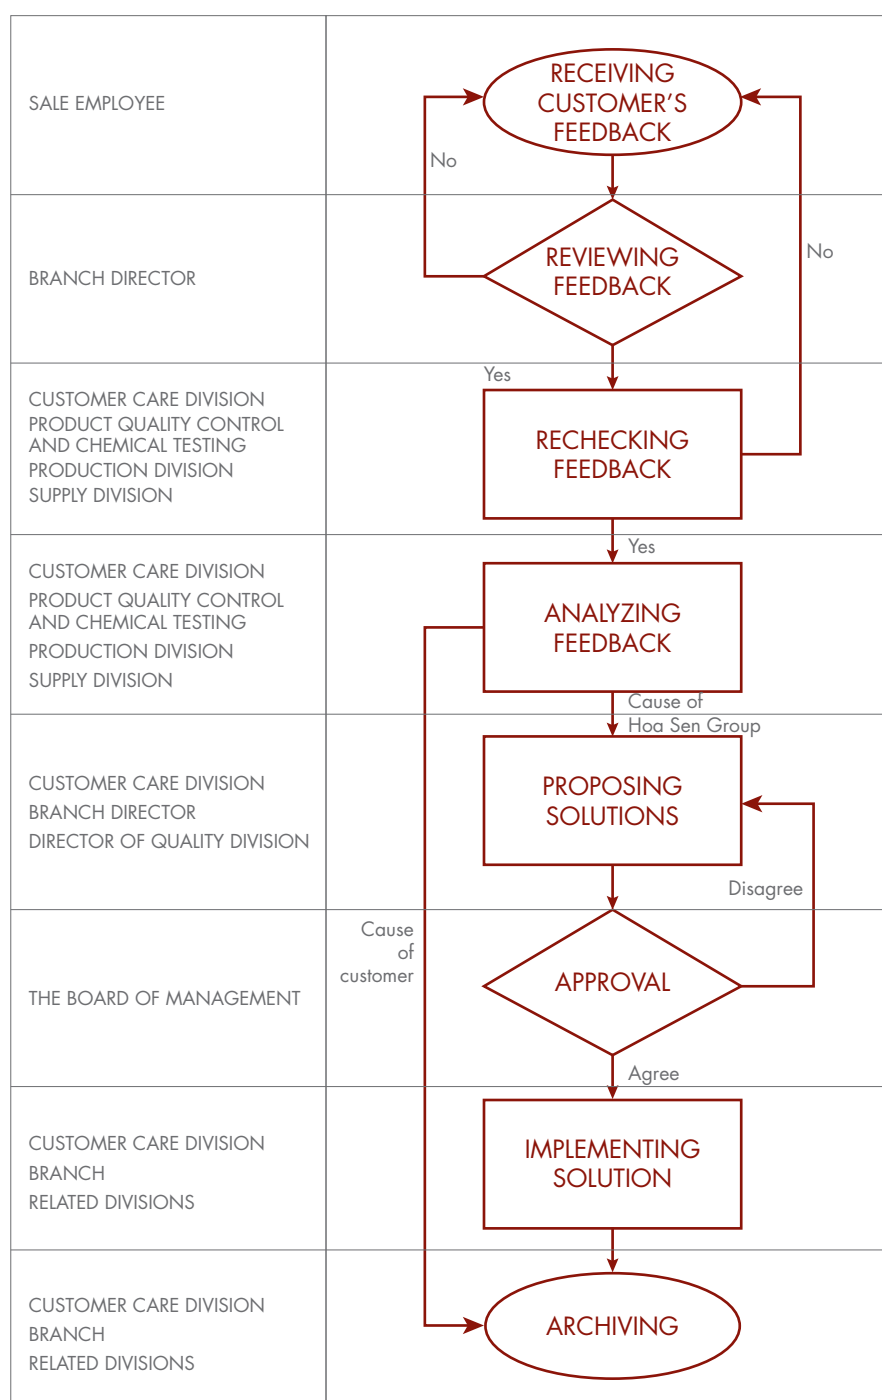 SALE EMPLOYEE
RECEIVING
CUSTOMER'S
FEEDBACK
No
BRANCH DIRECTOR
REVIEWING
FEEDBACK
No
Yes
CUSTOMER CARE DIVISION
PRODUCT QUALITY CONTROL
AND CHEMICAL TESTING
PRODUCTION DIVISION
SUPPLY DIVISION
RECHECKING
FEEDBACK
Yes
CUSTOMER CARE DIVISION
PRODUCT QUALITY CONTROL
AND CHEMICAL TESTING
PRODUCTION DIVISION
SUPPLY DIVISION
ANALYZING
FEEDBACK
Cause of
Hoa Sen Group
CUSTOMER CARE DIVISION
BRANCH DIRECTOR
DIRECTOR OF QUALITY DIVISION
PROPOSING
SOLUTIONS
Disagree
Cause
of
customer
THE BOARD OF MANAGEMENT
APPROVAL
Agree
CUSTOMER CARE DIVISION
BRANCH
RELATED DIVISIONS
IMPLEMENTING
SOLUTION
CUSTOMER CARE DIVISION
BRANCH
RELATED DIVISIONS
ARCHIVING